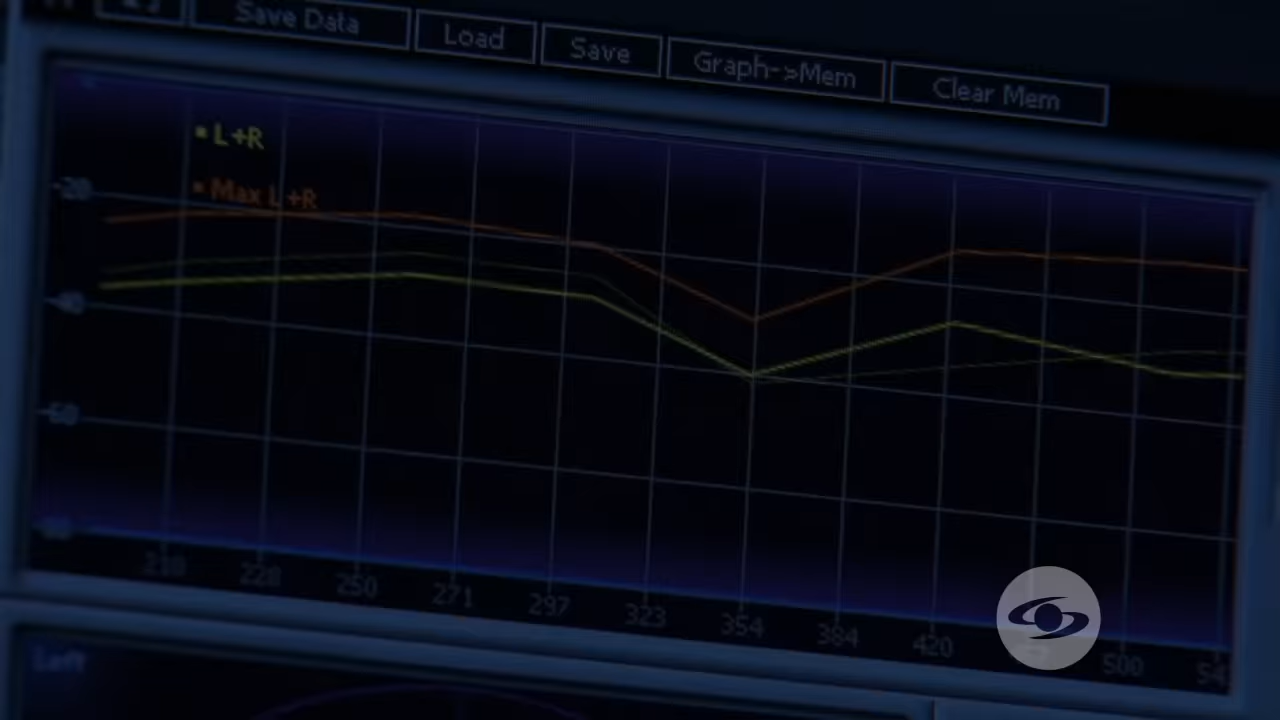 Save Data Load Save Graph->Mem Clear Mem
L+R
Max L+R
-20
-40
228 250 271 297 323 354 384 420 500
Left